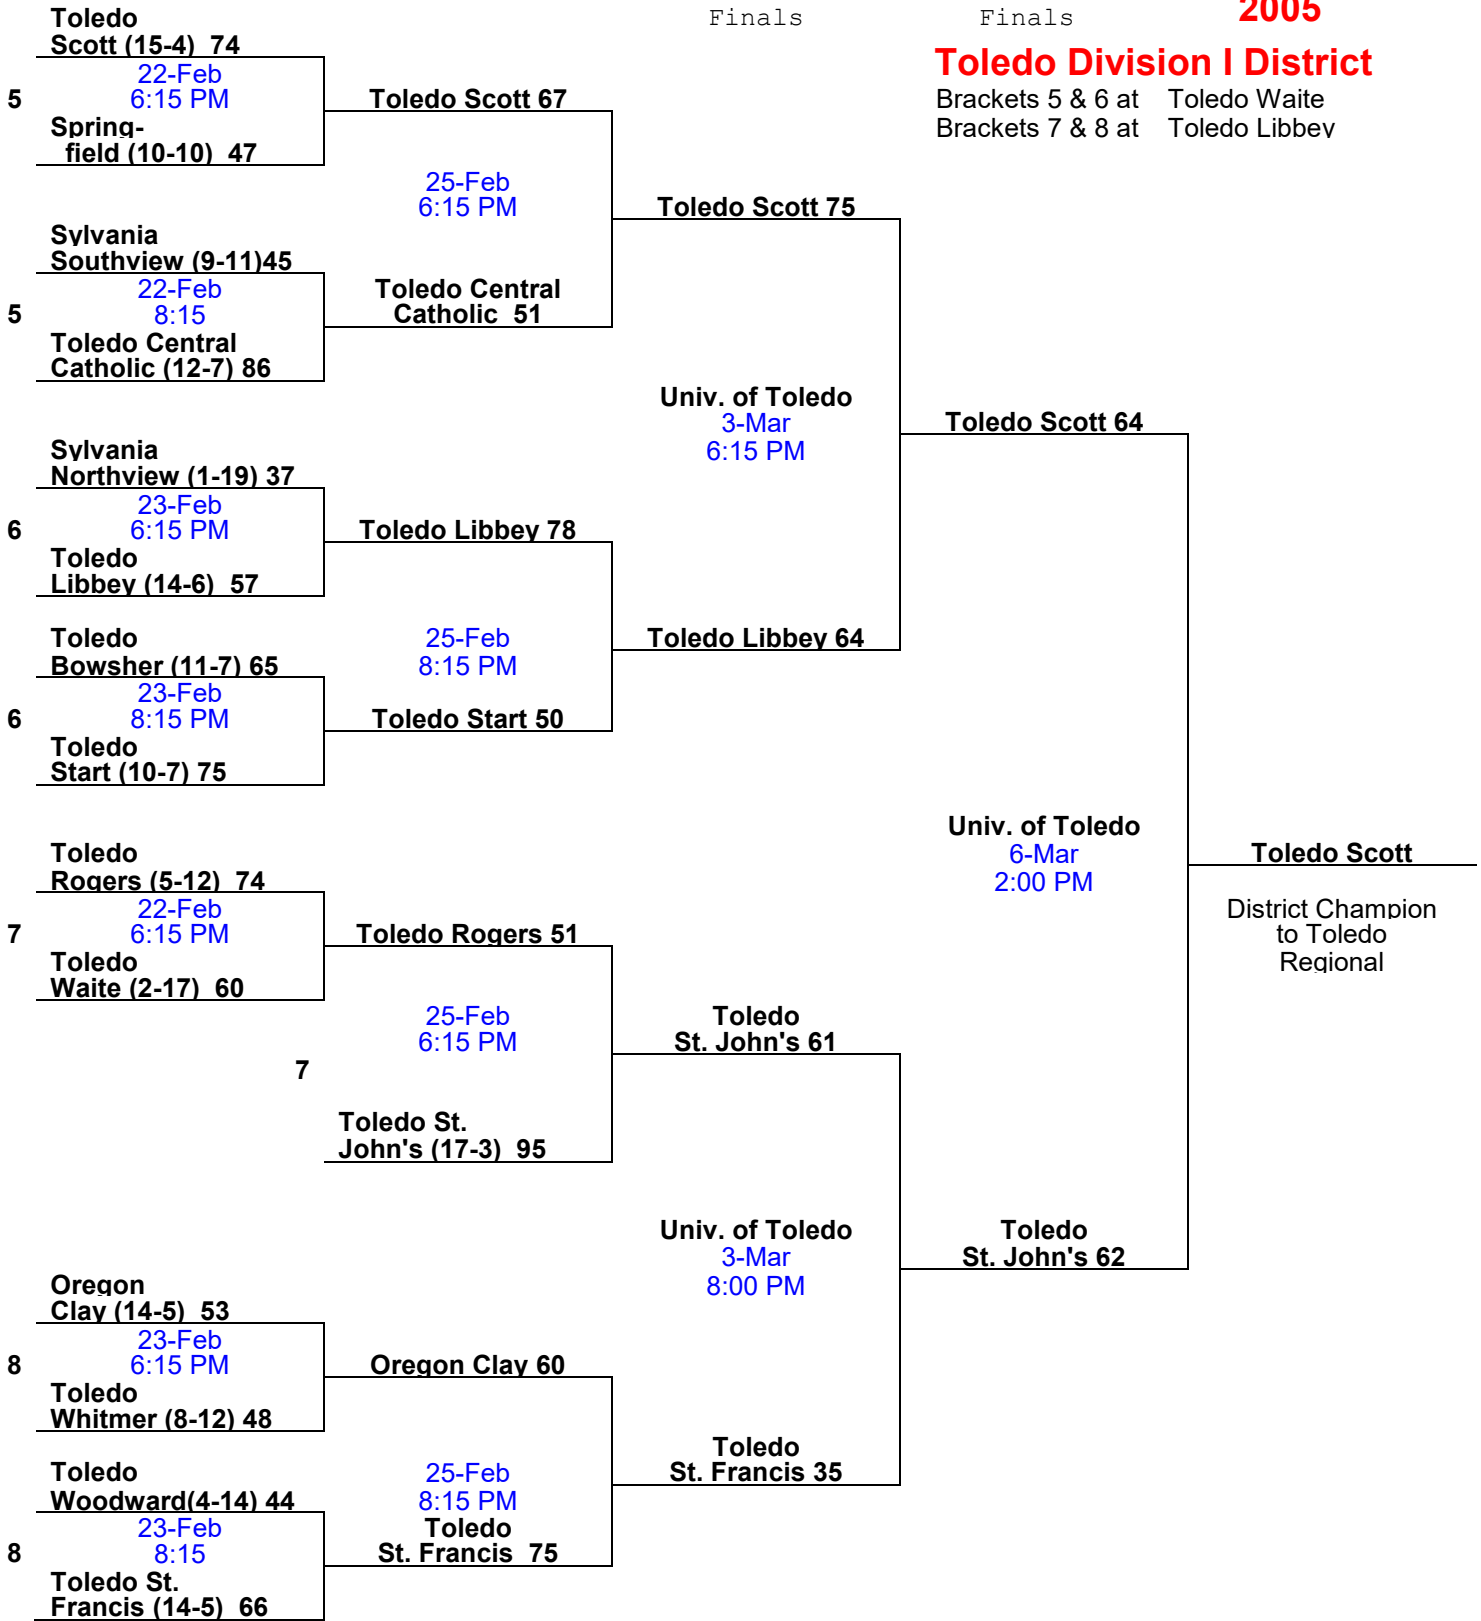 Finals
Finals
2005
Toledo Division I District
Brackets 5 & 6 at Toledo Waite
Brackets 7 & 8 at Toledo Libbey
Toledo
Scott (15-4) 74
22-Feb
5
6:15 PM
Spring-
field (10-10) 47
Toledo Scott 67
25-Feb
6:15 PM
Sylvania
Southview (9-11)45
22-Feb
5
8:15
Toledo Central
Catholic (12-7) 86
Toledo Central
Catholic 51
Toledo Scott 75
Univ. of Toledo
3-Mar
6:15 PM
Toledo Scott 64
Sylvania
Northview (1-19) 37
23-Feb
6
6:15 PM
Toledo
Libbey (14-6) 57
Toledo Libbey 78
25-Feb
8:15 PM
Toledo Libbey 64
Toledo
Bowsher (11-7) 65
23-Feb
6
8:15 PM
Toledo
Start (10-7) 75
Toledo Start 50
Univ. of Toledo
6-Mar
2:00 PM
Toledo Scott
District Champion
to Toledo
Regional
Toledo
Rogers (5-12) 74
22-Feb
7
6:15 PM
Toledo
Waite (2-17) 60
Toledo Rogers 51
25-Feb
6:15 PM
7
Toledo St.
John's (17-3) 95
Toledo
St. John's 61
Univ. of Toledo
3-Mar
8:00 PM
Toledo
St. John's 62
Oregon
Clay (14-5) 53
23-Feb
8
6:15 PM
Toledo
Whitmer (8-12) 48
Oregon Clay 60
25-Feb
8:15 PM
Toledo
St. Francis 35
Toledo
Woodward(4-14) 44
23-Feb
8
8:15
Toledo St.
Francis (14-5) 66
Toledo
St. Francis 75